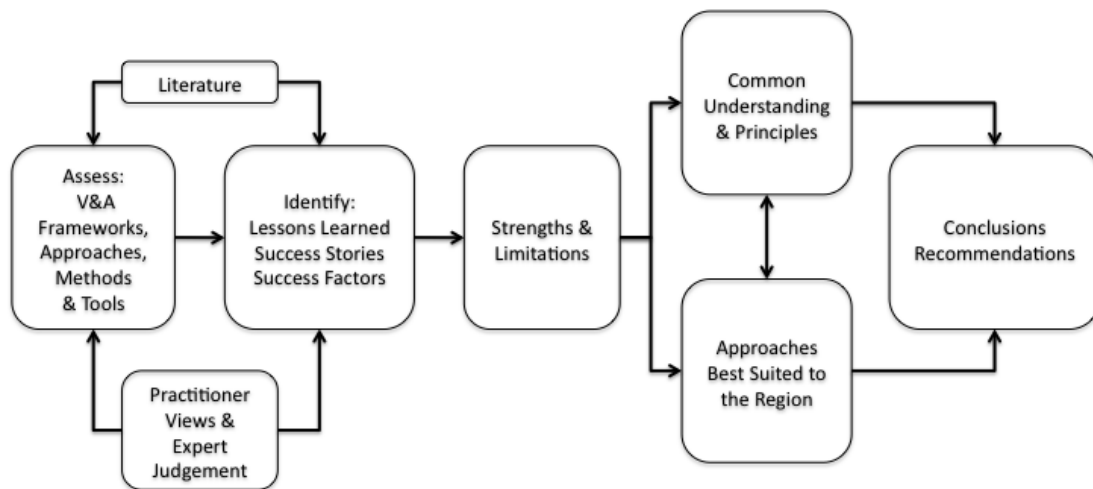 Literature
Assess:
V&A
Frameworks,
Approaches,
Methods
& Tools
Identify:
Lessons Learned
Success Stories
Success Factors
Practitioner
Views &
Expert
Judgement
Strengths &
Limitations
Common
Understanding
& Principles
Approaches
Best Suited to
the Region
Conclusions
Recommendations